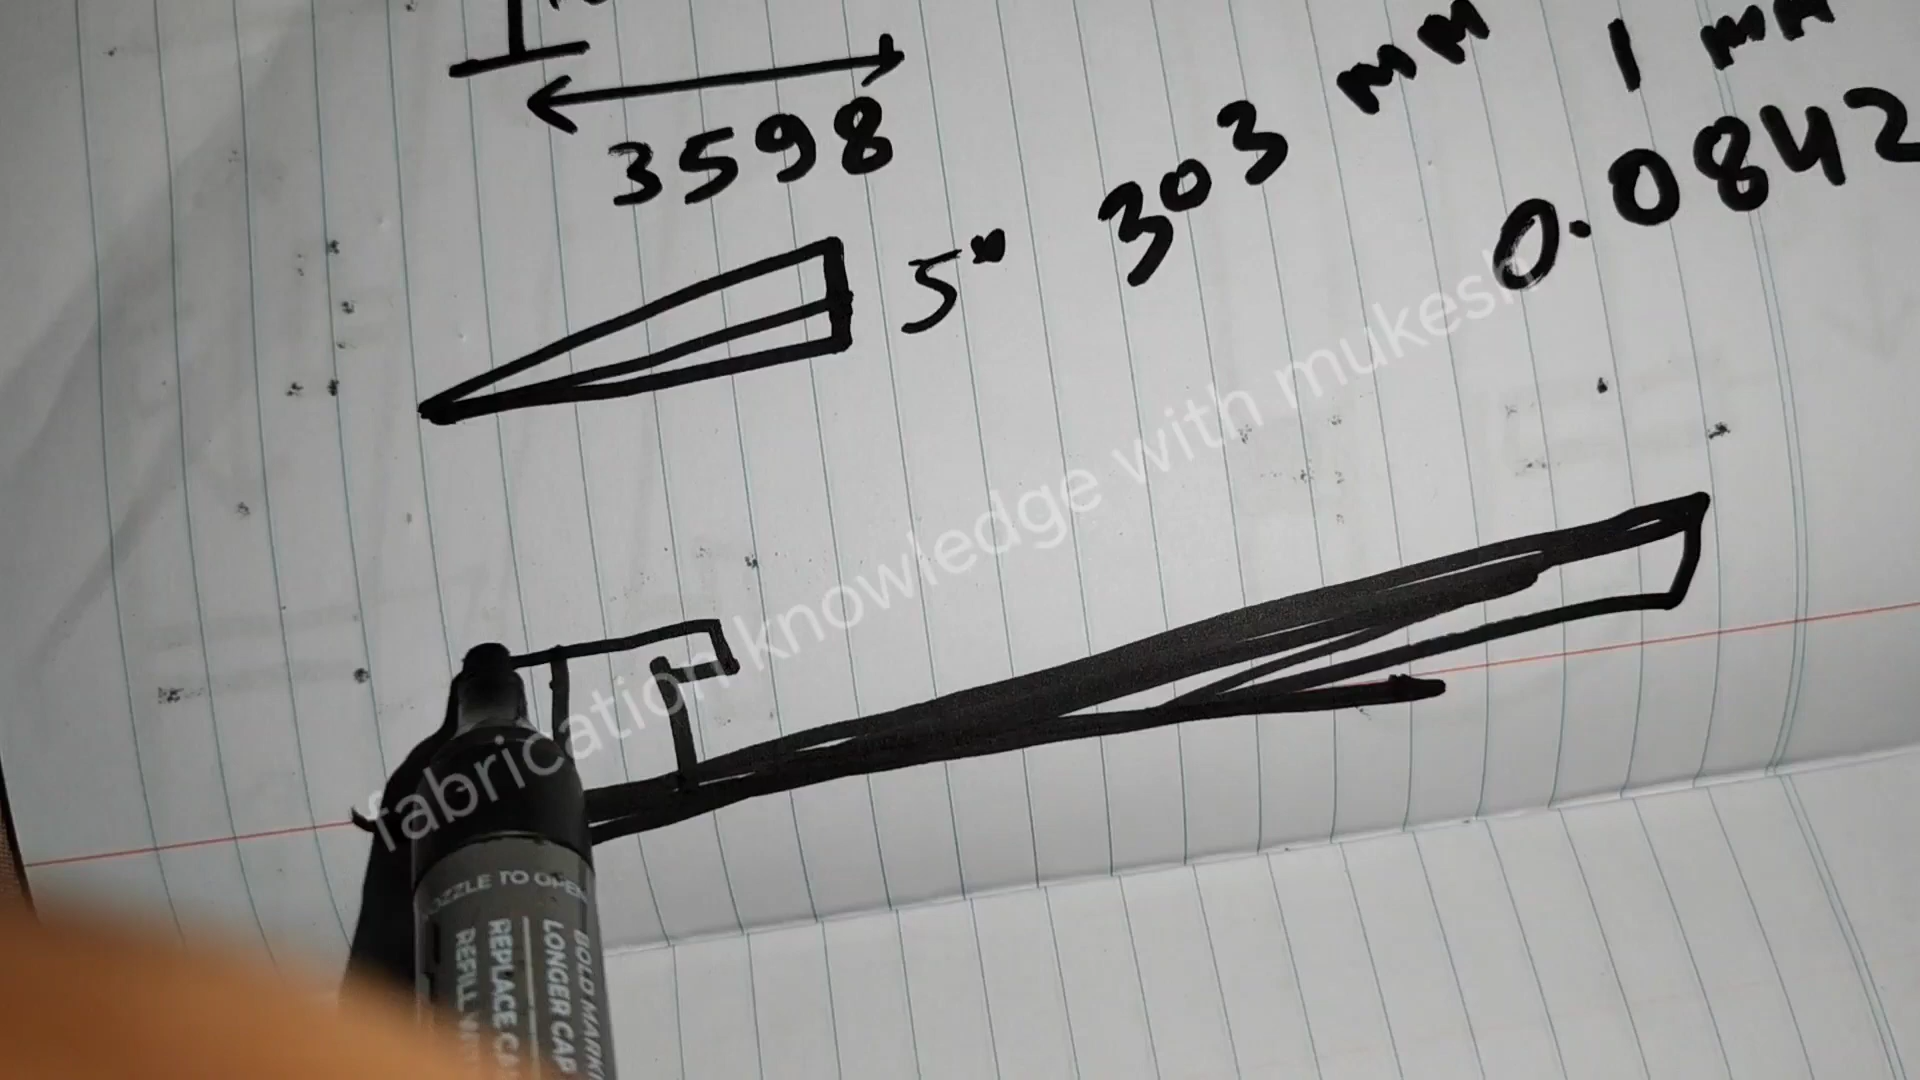 1 MM
3598
303 MM
0.0842
5"
fabrication knowledge with mukesh
NOZZLE TO OPEN
BOLD MARKI
LONGER CAP
REPLACE CA
REFILL